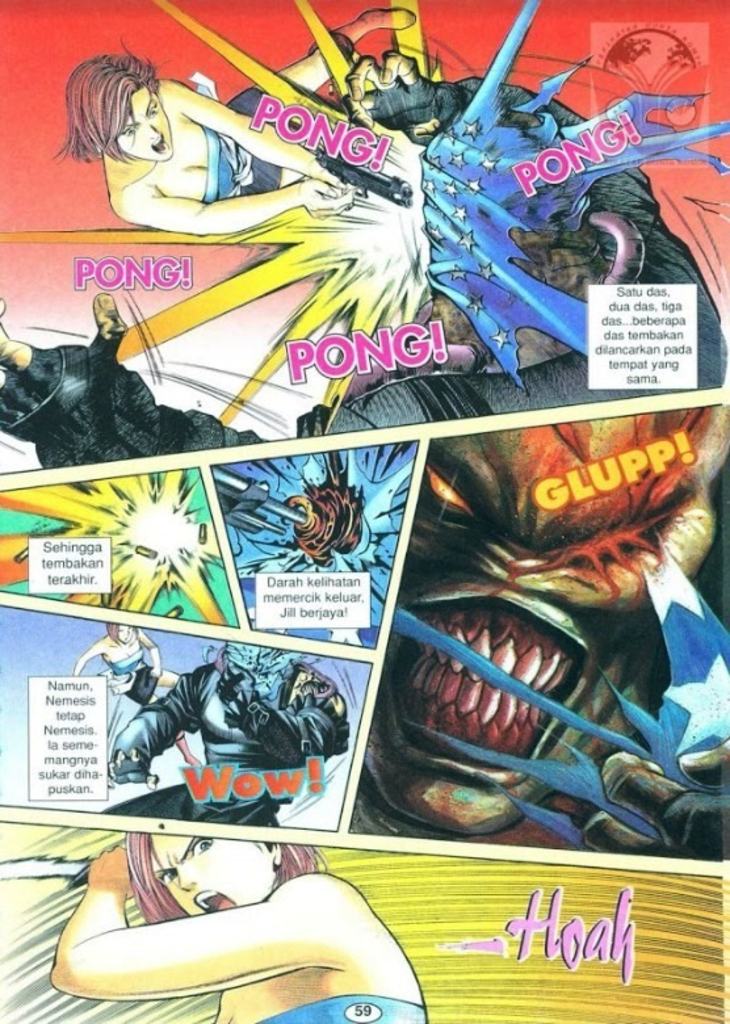 PONG!
PONG!
PONG!
PONG!
Satu das,
dua das, tiga
das...beberapa
das tembakan
dilancarkan pada
tempat yang
sama.
GLUPP!
Sehingga
tembakan
terakhir.
Darah kelihatan
memercik keluar,
Jill berjaya!
Namun,
Nemesis
tetap
Nemesis.
Ia seme-
mangnya
sukar diha-
puskan.
Wow!
Hoah
59